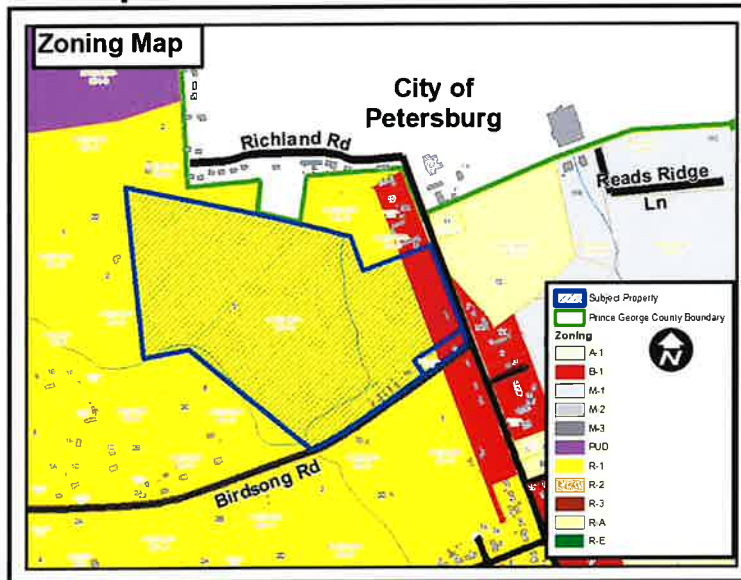 Zoning Map
City of
Petersburg
Richland Rd
Reads Ridge
Ln
Birdsong Rd
Subject Property
Prince George County Boundary
Zoning
A-1
B-1
M-1
M-2
M-3
PUD
R-1
R-2
R-3
R-A
R-E
N